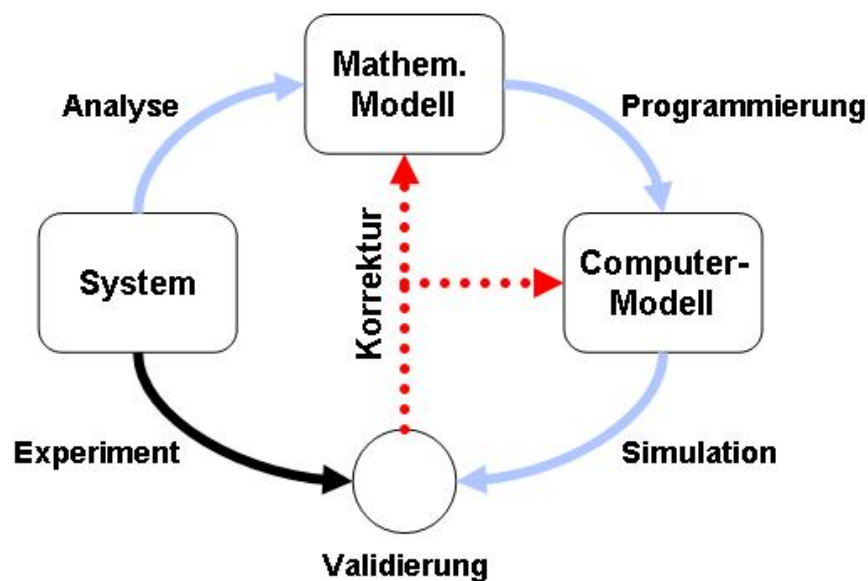 Mathem.
Modell
Analyse
Programmierung
System
Korrektur
Computer-
Modell
Experiment
Simulation
Validierung